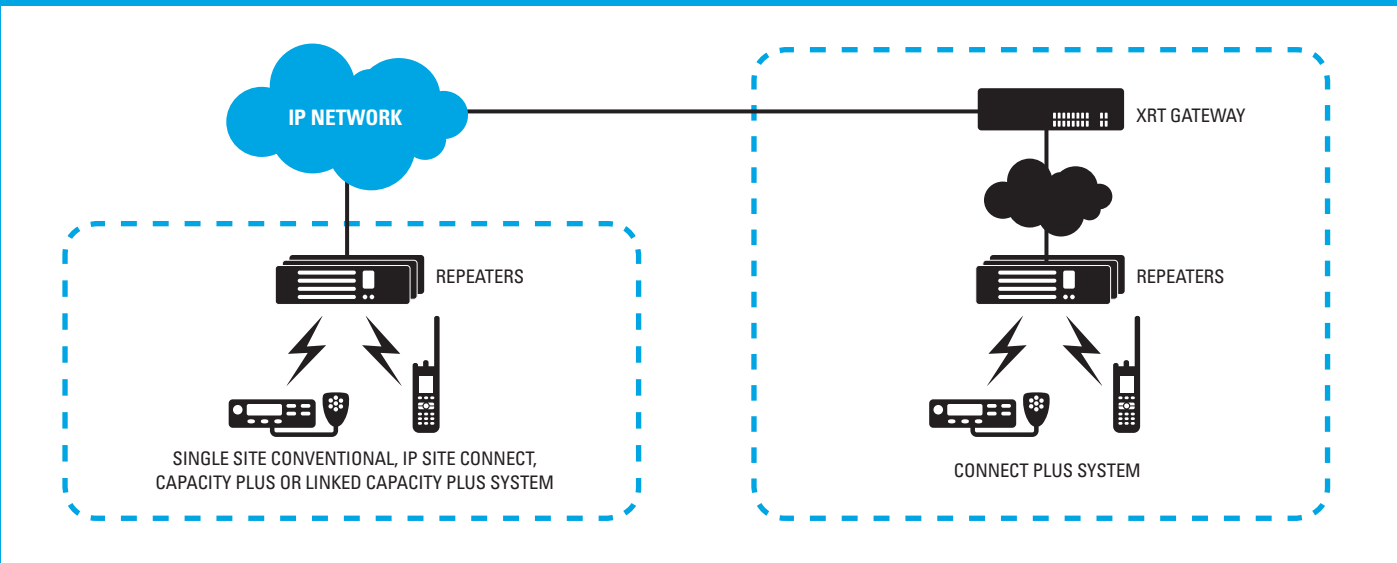 IP NETWORK
XRT GATEWAY
REPEATERS
REPEATERS
SINGLE SITE CONVENTIONAL, IP SITE CONNECT,
CAPACITY PLUS OR LINKED CAPACITY PLUS SYSTEM
CONNECT PLUS SYSTEM